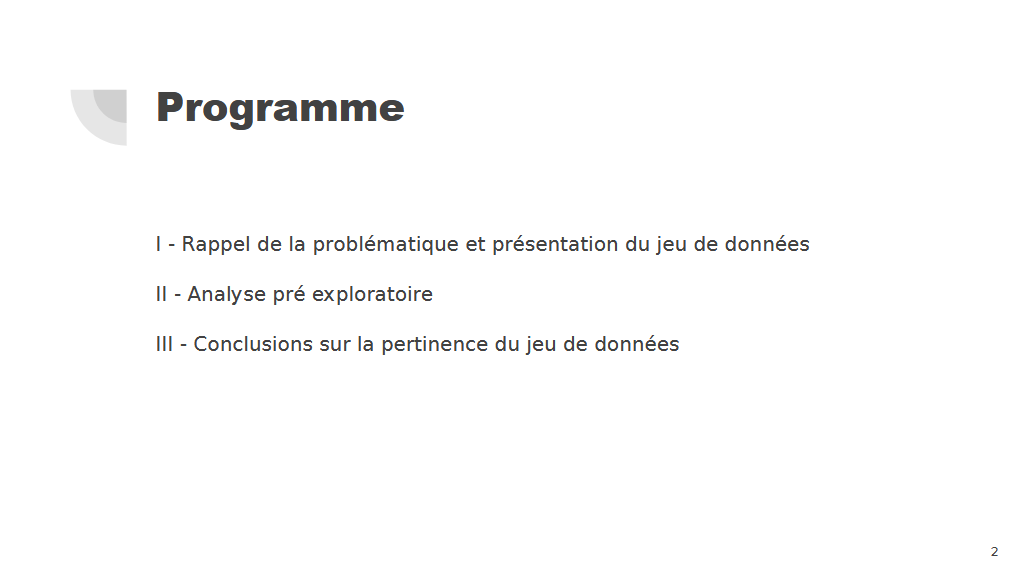 Programme
I - Rappel de la problématique et présentation du jeu de données
II - Analyse pré exploratoire
III - Conclusions sur la pertinence du jeu de données
2